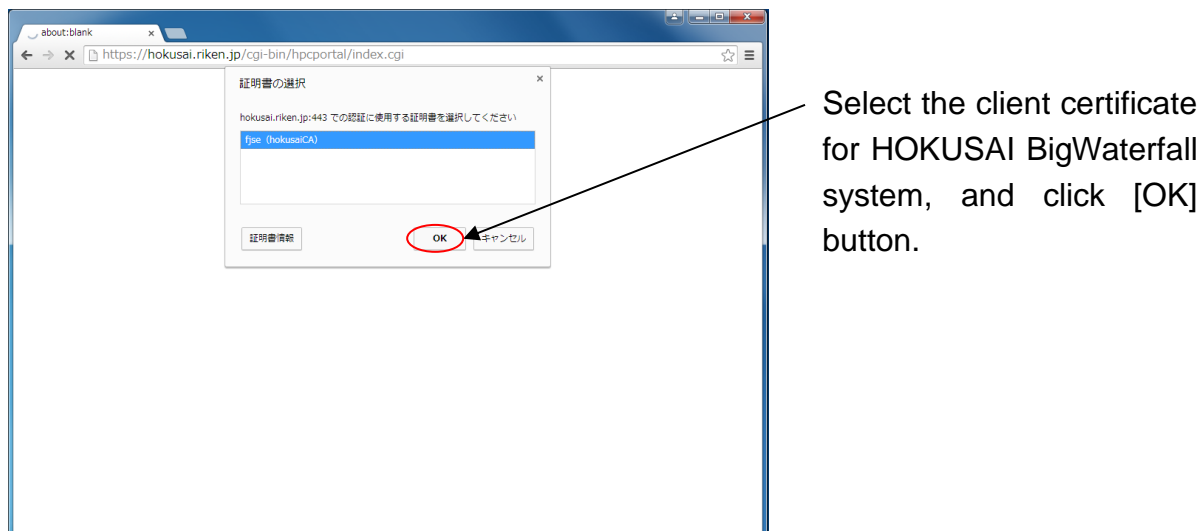 about:blank
https://hokusai.riken.jp/cgi-bin/hpcportal/index.cgi
証明書の選択
hokusai.riken.jp:443 での認証に使用する証明書を選択してください
fjse (hokusaiCA)
証明書情報
OK
キャンセル
Select the client certificate
for HOKUSAI BigWaterfall
system, and click [OK]
button.